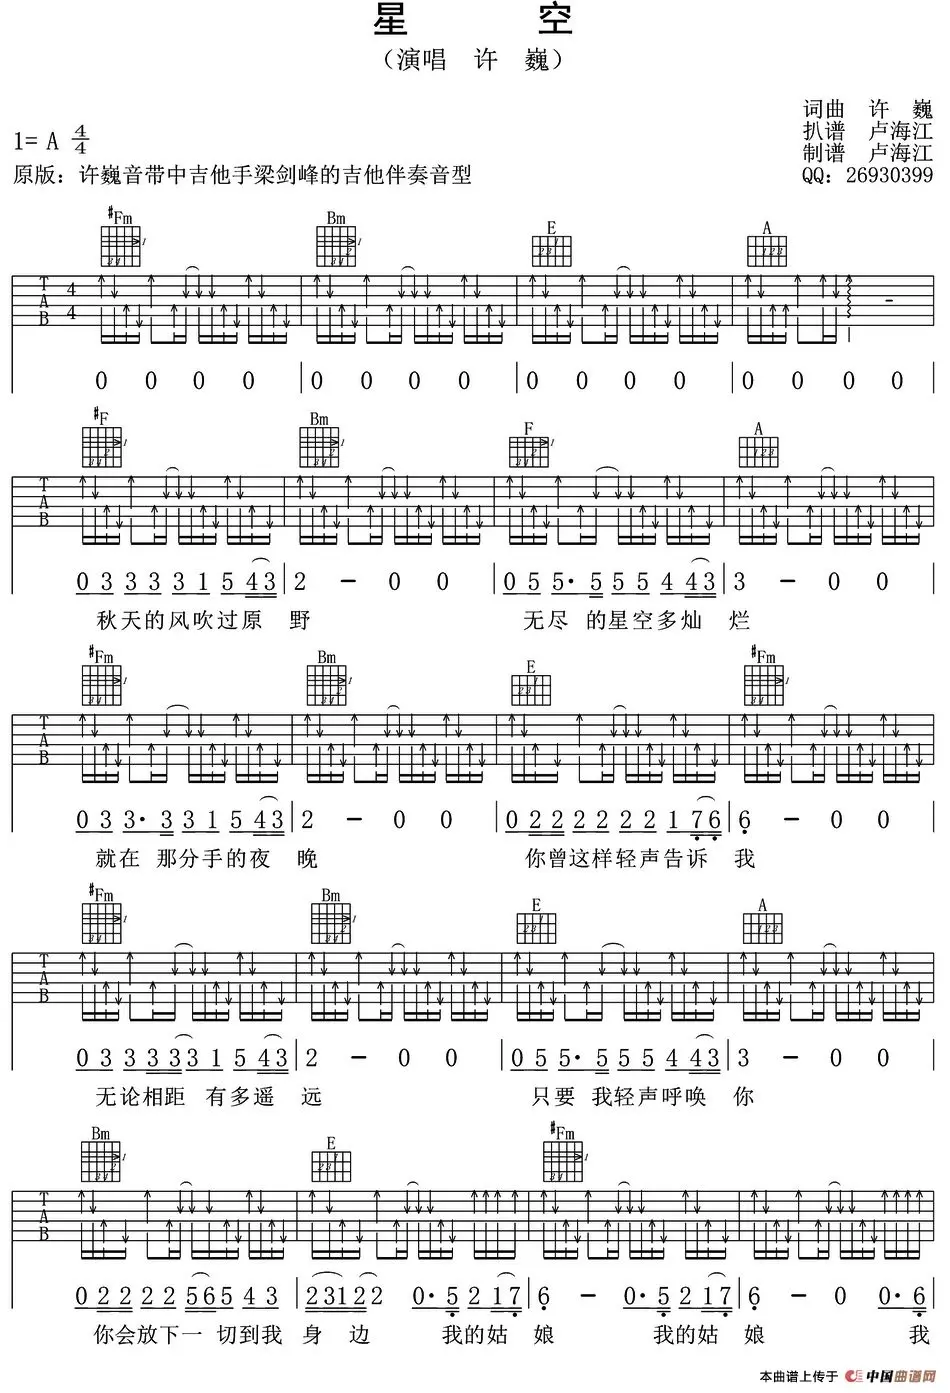 星 空
（演唱 许 巍）
词曲 许 巍
扒谱 卢海江
制谱 卢海江
QQ: 26930399
1= A 4/4
原版：许巍音带中吉他手梁剑峰的吉他伴奏音型
#Fm Bm E A
T A B 4 4
0 0 0 0 0 0 0 0 0 0 0 0 0 0 0 0
#F Bm F A
T A B
0 3 3 3 3 1 5 4 3 2 - 0 0 0 5 5· 5 5 5 4 4 3 3 - 0 0
秋天的风吹过原 野 无尽 的星空多灿 烂
#Fm Bm E #Fm
T A B
0 3 3· 3 3 1 5 4 3 2 - 0 0 0 2 2 2 2 2 2 1 7 6 6 - 0 0
就在 那分手的夜 晚 你曾这样轻声告诉 我
#Fm Bm E A
T A B
0 3 3 3 3 3 1 5 4 3 2 - 0 0 0 5 5· 5 5 5 4 4 3 3 - 0 0
无论相距 有多遥 远 只要 我轻声呼唤 你
Bm E #Fm
T A B
0 2 2 2 2 5 6 5 4 3 2 3 1 2 2 0· 5 2 1 7 6 - 0· 5 2 1 7 6 - 0 0· 6
你会放下一 切到我 身 边 我的姑 娘 我的姑 娘 我
本曲谱上传于 中国曲谱网